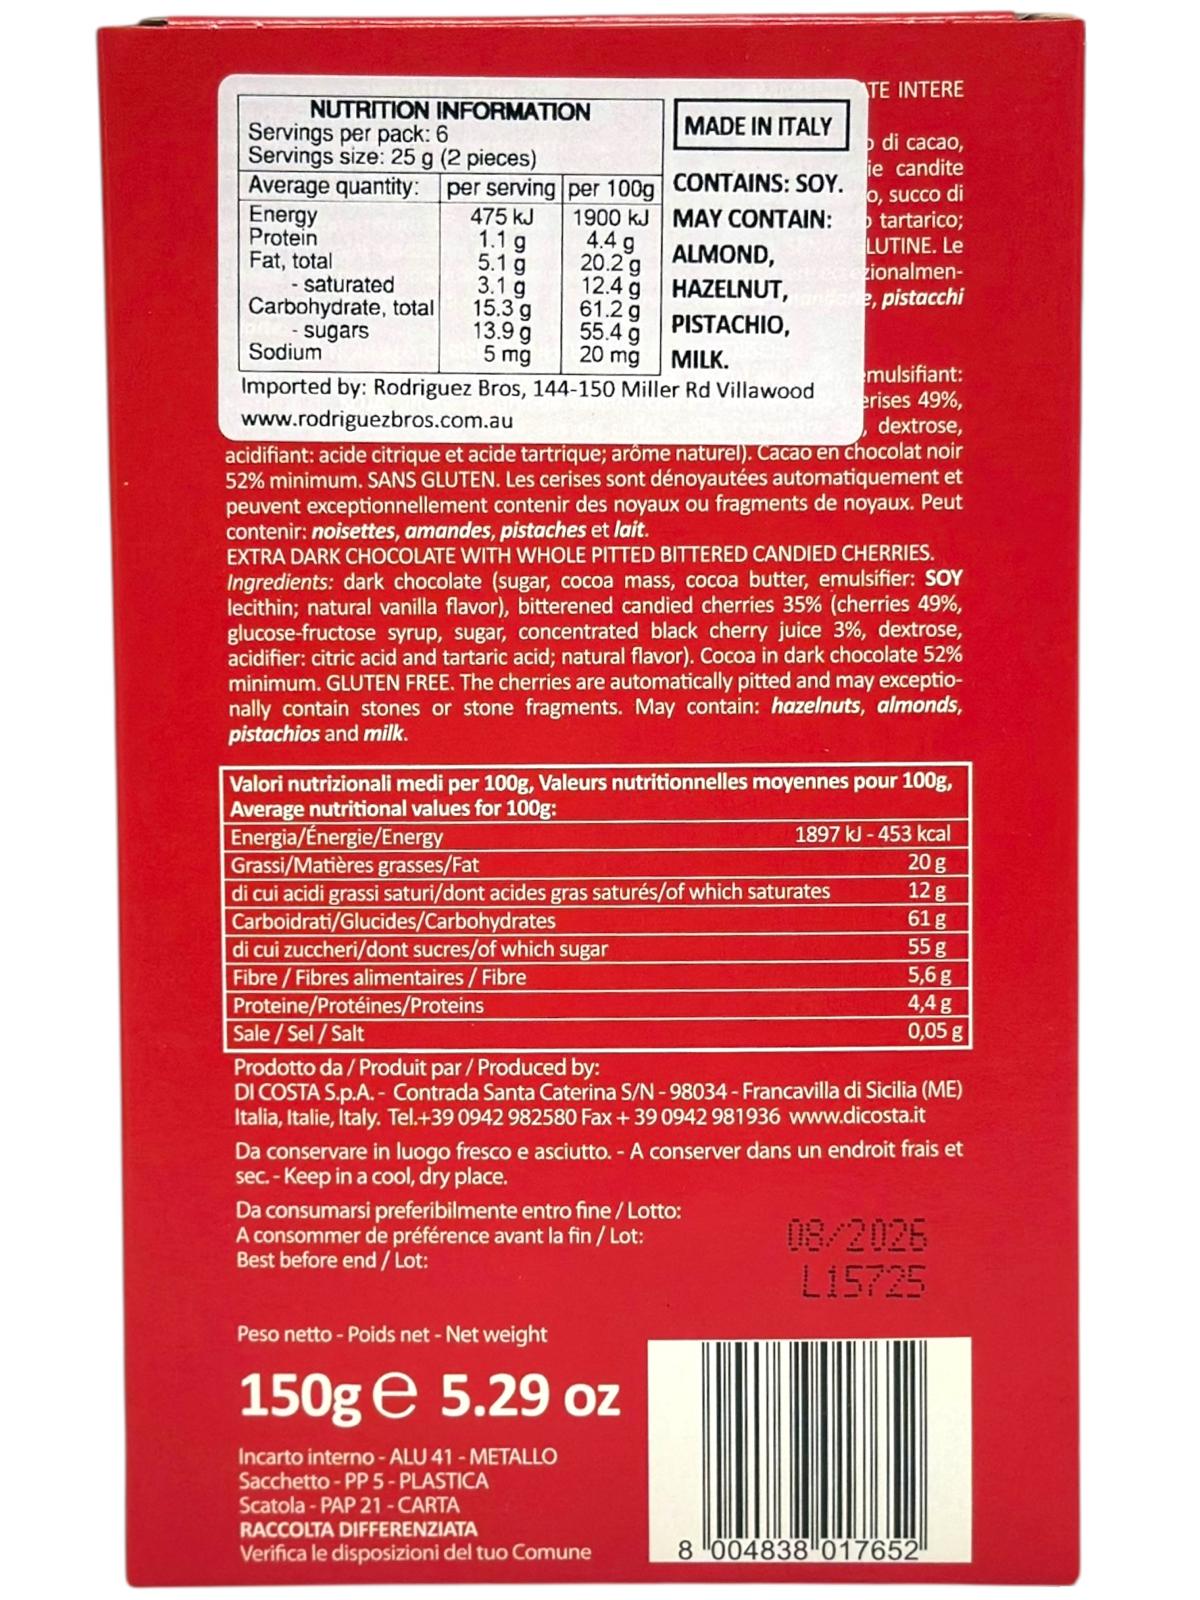 NUTRITION INFORMATION
Servings per pack: 6
Servings size: 25 g (2 pieces)
Average quantity: per serving per 100g
Energy 475 kJ 1900 kJ
Protein 1.1 g 4.4 g
Fat, total 5.1 g 20.2 g
- saturated 3.1 g 12.4 g
Carbohydrate, total 15.3 g 61.2 g
- sugars 13.9 g 55.4 g
Sodium 5 mg 20 mg
MADE IN ITALY
CONTAINS: SOY.
MAY CONTAIN:
ALMOND,
HAZELNUT,
PISTACHIO,
MILK.
Imported by: Rodriguez Bros, 144-150 Miller Rd Villawood
www.rodriguezbros.com.au
INTERE
di cacao,
candite
succo di
tartarico;
Le
pistacchi
49%,
dextrose,
acidifiant: acide citrique et acide tartrique; arôme naturel). Cacao en chocolat noir
52% minimum. SANS GLUTEN. Les cerises sont dénoyautées automatiquement et
peuvent exceptionnellement contenir des noyaux ou fragments de noyaux. Peut
contenir: noisettes, amandes, pistaches et lait.
EXTRA DARK CHOCOLATE WITH WHOLE PITTED BITTERED CANDIED CHERRIES.
Ingredients: dark chocolate (sugar, cocoa mass, cocoa butter, emulsifier: SOY
lecithin; natural vanilla flavor), bitterened candied cherries 35% (cherries 49%,
glucose-fructose syrup, sugar, concentrated black cherry juice 3%, dextrose,
acidifier: citric acid and tartaric acid; natural flavor). Cocoa in dark chocolate 52%
minimum. GLUTEN FREE. The cherries are automatically pitted and may exceptio-
nally contain stones or stone fragments. May contain: hazelnuts, almonds,
pistachios and milk.
Valori nutrizionali medi per 100g, Valeurs nutritionnelles moyennes pour 100g,
Average nutritional values for 100g:
Energia/Énergie/Energy 1897 kJ - 453 kcal
Grassi/Matières grasses/Fat 20 g
di cui acidi grassi saturi/dont acides gras saturés/of which saturates 12 g
Carboidrati/Glucides/Carbohydrates 61 g
di cui zuccheri/dont sucres/of which sugar 55 g
Fibre / Fibres alimentaires / Fibre 5,6 g
Proteine/Protéines/Proteins 4,4 g
Sale / Sel / Salt 0,05 g
Prodotto da / Produit par / Produced by:
DI COSTA S.p.A. - Contrada Santa Caterina S/N - 98034 - Francavilla di Sicilia (ME)
Italia, Italie, Italy. Tel.+39 0942 982580 Fax + 39 0942 981936 www.dicosta.it
Da conservare in luogo fresco e asciutto. - A conserver dans un endroit frais et
sec. - Keep in a cool, dry place.
Da consumarsi preferibilmente entro fine / Lotto:
A consommer de préférence avant la fin / Lot:
Best before end / Lot:
08/2026
L15725
Peso netto - Poids net - Net weight
150g e 5.29 oz
Incarto interno - ALU 41 - METALLO
Sacchetto - PP 5 - PLASTICA
Scatola - PAP 21 - CARTA
RACCOLTA DIFFERENZIATA
Verifica le disposizioni del tuo Comune
8 004838 017652